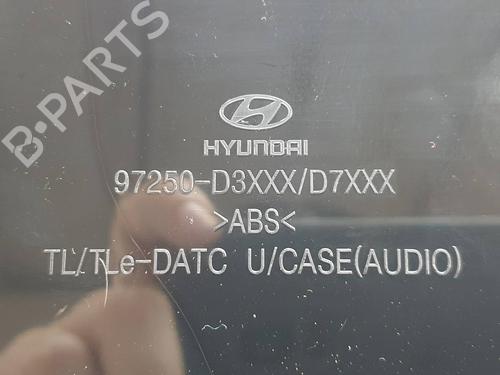 B·PARTS
HYUNDAI
97250-D3XXX/D7XXX
>ABS<
TL/TLe-DATC U/CASE(AUDIO)